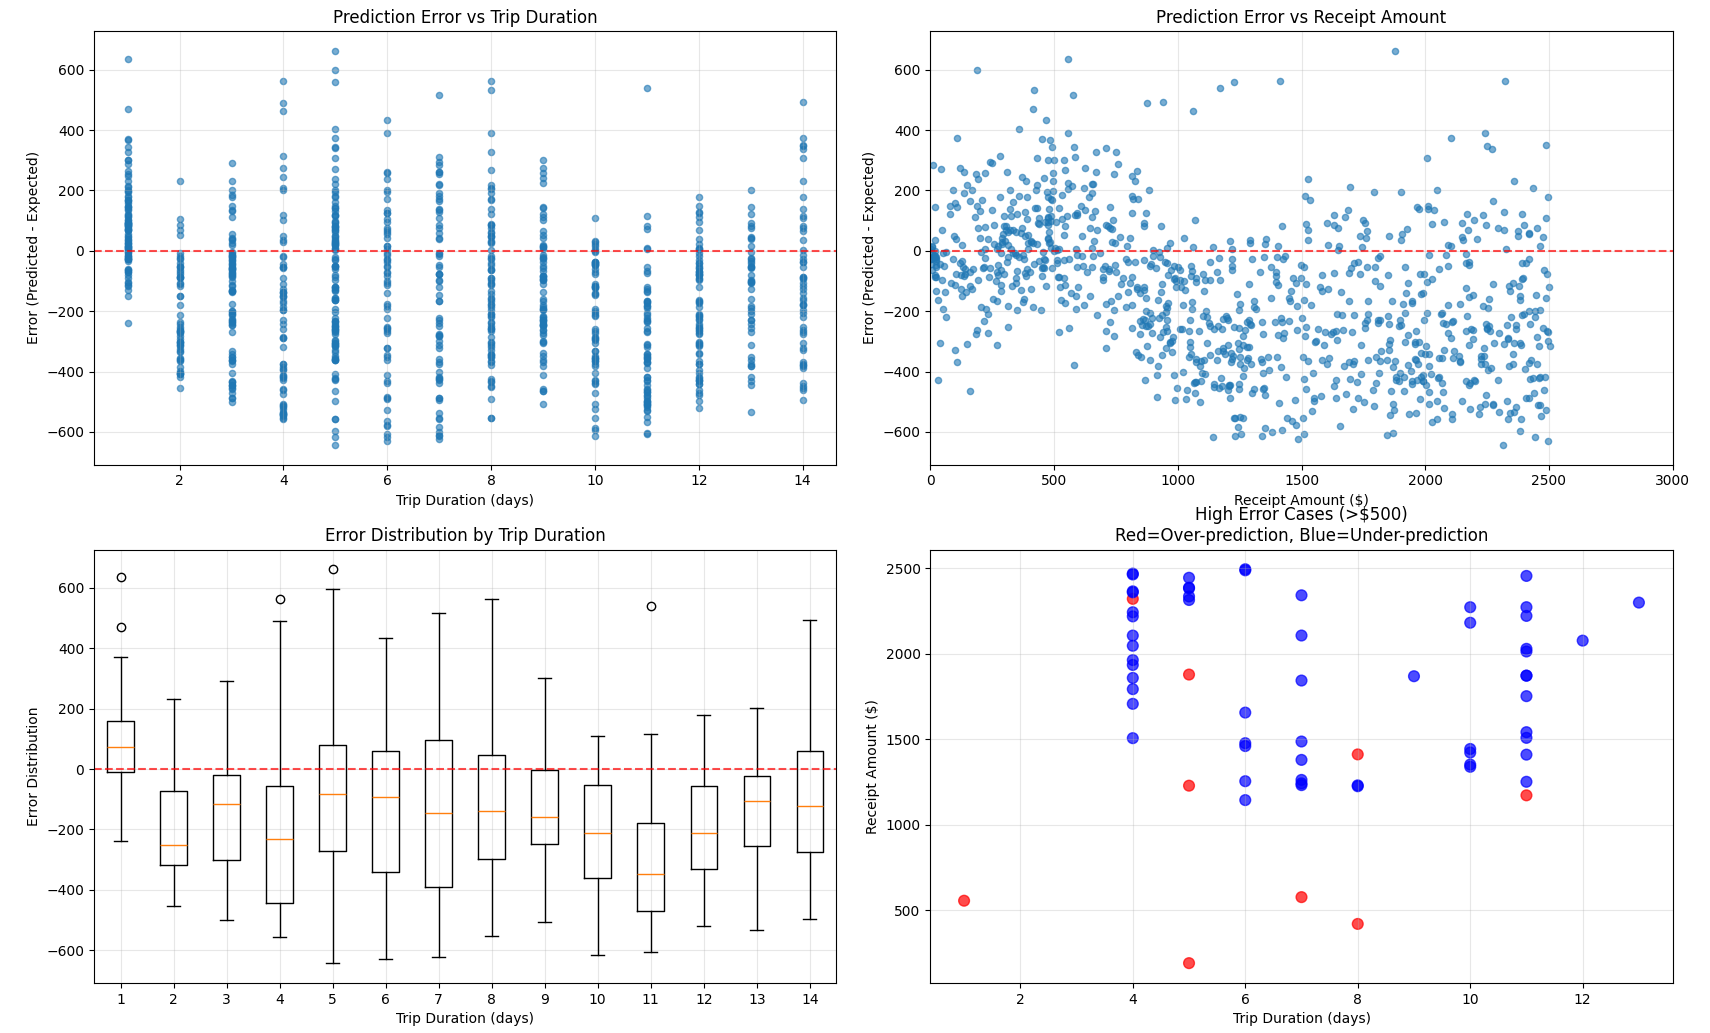 Prediction Error vs Trip Duration
Error (Predicted - Expected)
600
400
200
0
−200
−400
−600
2 4 6 8 10 12 14
Trip Duration (days)
Prediction Error vs Receipt Amount
Error (Predicted - Expected)
600
400
200
0
−200
−400
−600
0 500 1000 1500 2000 2500 3000
Receipt Amount ($)
Error Distribution by Trip Duration
Error Distribution
600
400
200
0
−200
−400
−600
1 2 3 4 5 6 7 8 9 10 11 12 13 14
Trip Duration (days)
High Error Cases (>$500)
Red=Over-prediction, Blue=Under-prediction
Receipt Amount ($)
2500
2000
1500
1000
500
2 4 6 8 10 12
Trip Duration (days)